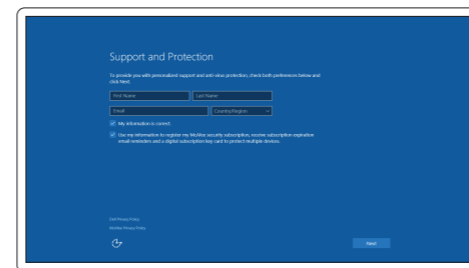 Support and Protection
To provide you with personalized support and anti-virus protection, check both preferences below and
click Next.
First Name Last Name
Email Country/Region
My information is correct.
Use my information to register my McAfee security subscription, receive subscription expiration
email reminders and a digital subscription key card to protect multiple devices.
Dell Privacy Policy
McAfee Privacy Policy
Next